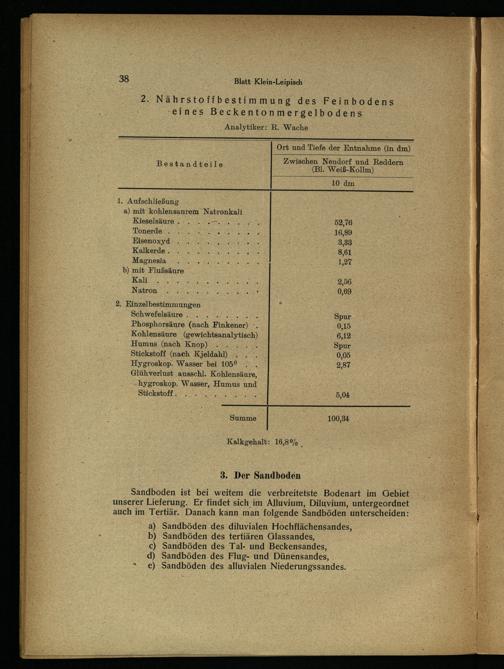 38
Blatt Klein-Leipisch
2. Nährstoffbestimmung des Feinbodens
eines Beckentonmergelbodens
Analytiker: R. Wache
Bestandteile
Ort und Tiefe der Entnahme (in dm)
Zwischen Nendorf und Reddern
(Bl. Weiß-Kollm)
10 dm
1. Aufschließung
a) mit kohlensaurem Natronkali
Kieselsäure . . . . . . . . . 52,76
Tonerde . . . . . . . . . . 16,89
Eisenoxyd . . . . . . . . . 3,33
Kalkerde . . . . . . . . . . 8,61
Magnesia . . . . . . . . . 1,27
b) mit Flußsäure
Kali . . . . . . . . . . . 2,56
Natron . . . . . . . . . . 0,69
2. Einzelbestimmungen
Schwefelsäure . . . . . . . . Spur
Phosphorsäure (nach Finkener) . 0,15
Kohlensäure (gewichtsanalytisch) 6,12
Humus (nach Knop) . . . . . Spur
Stickstoff (nach Kjeldahl) . . . 0,05
Hygroskop. Wasser bei 105° . . 2,87
Glühverlust ausschl. Kohlensäure,
hygroskop. Wasser, Humus und
Stickstoff . . . . . . . . . 5,04
Summe 100,34
Kalkgehalt: 16,8%.
3. Der Sandboden
Sandboden ist bei weitem die verbreitetste Bodenart im Gebiet
unserer Lieferung. Er findet sich im Alluvium, Diluvium, untergeordnet
auch im Tertiär. Danach kann man folgende Sandböden unterscheiden:
a) Sandböden des diluvialen Hochflächensandes,
b) Sandböden des tertiären Glassandes,
c) Sandböden des Tal- und Beckensandes,
d) Sandböden des Flug- und Dünensandes,
e) Sandböden des alluvialen Niederungssandes.